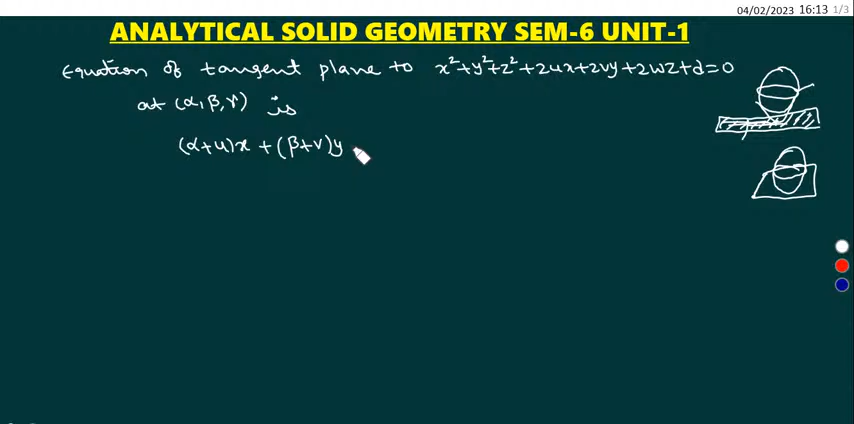 04/02/2023 16:13 1/3
ANALYTICAL SOLID GEOMETRY SEM-6 UNIT-1
Equation of tangent plane to x²+y²+z²+2ux+2vy+2wz+d=0
at (α,β,γ) is
(α+u)x + (β+v)y